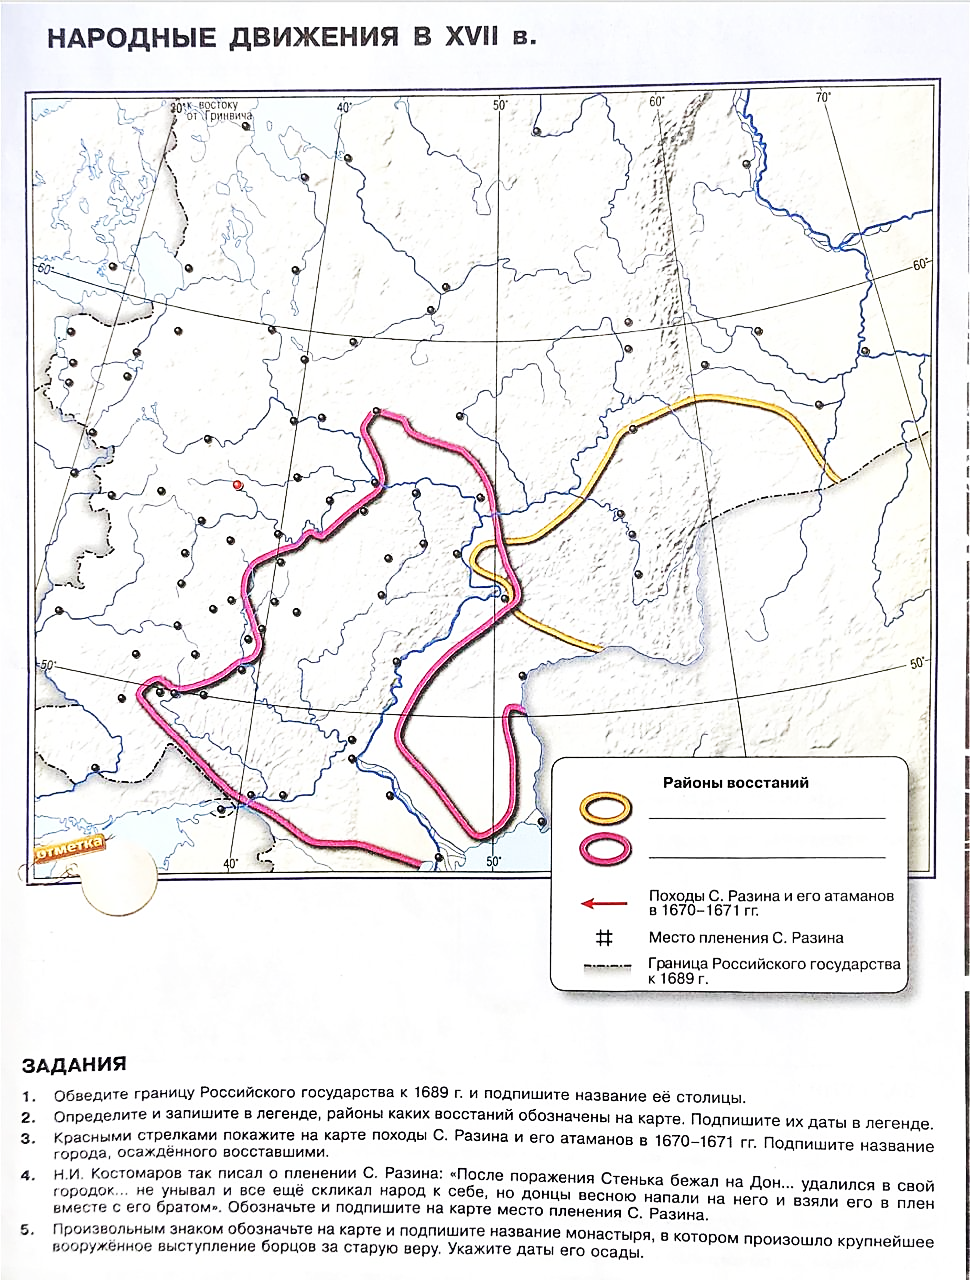 НАРОДНЫЕ ДВИЖЕНИЯ В XVII в.
30° к востоку
от Гринвича
40°
50°
60°
70°
60°
60°
50°
50°
40°
50°
отметка
Районы восстаний
Походы С. Разина и его атаманов
в 1670–1671 гг.
Место пленения С. Разина
Граница Российского государства
к 1689 г.
ЗАДАНИЯ
1. Обведите границу Российского государства к 1689 г. и подпишите название её столицы.
2. Определите и запишите в легенде, районы каких восстаний обозначены на карте. Подпишите их даты в легенде.
3. Красными стрелками покажите на карте походы С. Разина и его атаманов в 1670–1671 гг. Подпишите название
города, осаждённого восставшими.
4. Н.И. Костомаров так писал о пленении С. Разина: «После поражения Стенька бежал на Дон... удалился в свой
городок... не унывал и все ещё скликал народ к себе, но донцы весною напали на него и взяли его в плен
вместе с его братом». Обозначьте и подпишите на карте место пленения С. Разина.
5. Произвольным знаком обозначьте на карте и подпишите название монастыря, в котором произошло крупнейшее
вооружённое выступление борцов за старую веру. Укажите даты его осады.